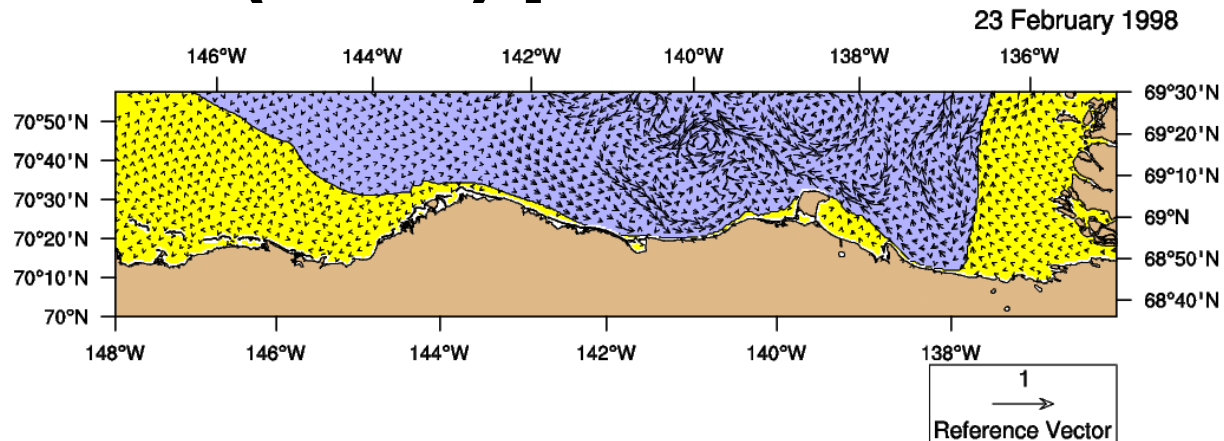 23 February 1998
146°W 144°W 142°W 140°W 138°W 136°W
70°50'N
70°40'N
70°30'N
70°20'N
70°10'N
70°N
69°30'N
69°20'N
69°10'N
69°N
68°50'N
68°40'N
148°W 146°W 144°W 142°W 140°W 138°W
1
Reference Vector